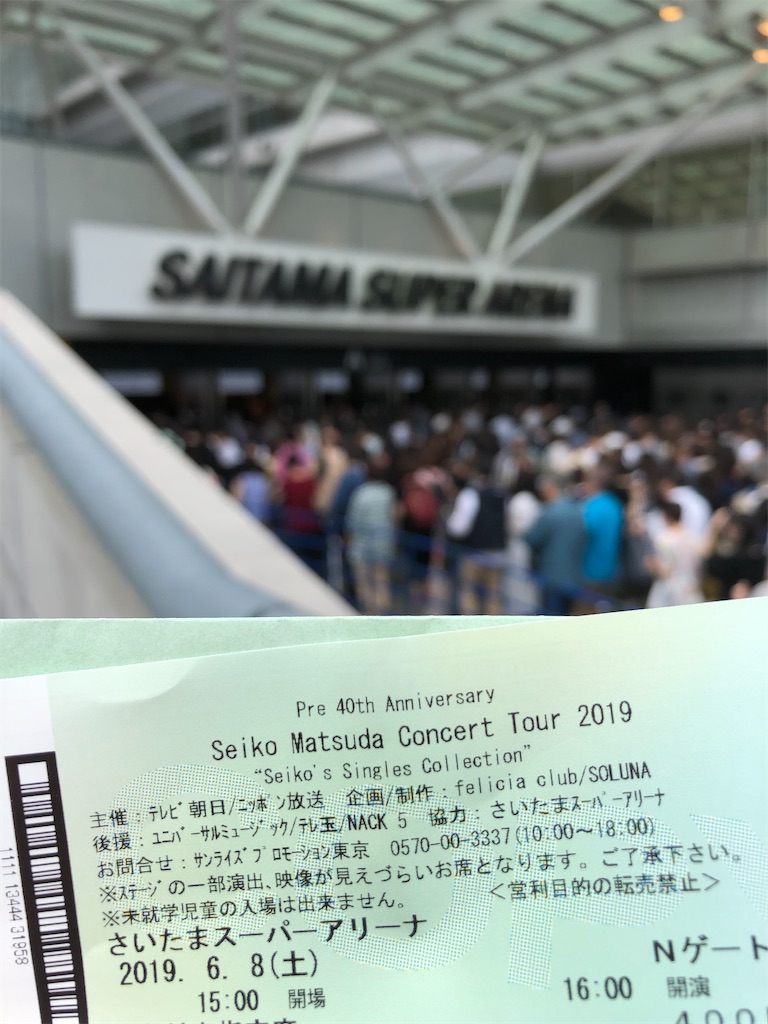 SAITAMA SUPER ARENA
Pre 40th Anniversary
Seiko Matsuda Concert Tour 2019
“Seiko's Singles Collection”
主催：テレビ朝日/ニッポン放送 企画/制作：felicia club/SOLUNA
後援：ユニバーサルミュージック/テレ玉/NACK 5 協力：さいたまスーパーアリーナ
お問合せ：サンライズプロモーション東京 0570-00-3337(10:00～18:00)
※ステージの一部演出、映像が見えづらいお席となります。ご了承下さい。
※未就学児童の入場は出来ません。 ＜営利目的の転売禁止＞
さいたまスーパーアリーナ
2019. 6. 8(土) Nゲート
15:00 開場 16:00 開演
400
1111 13444 31958